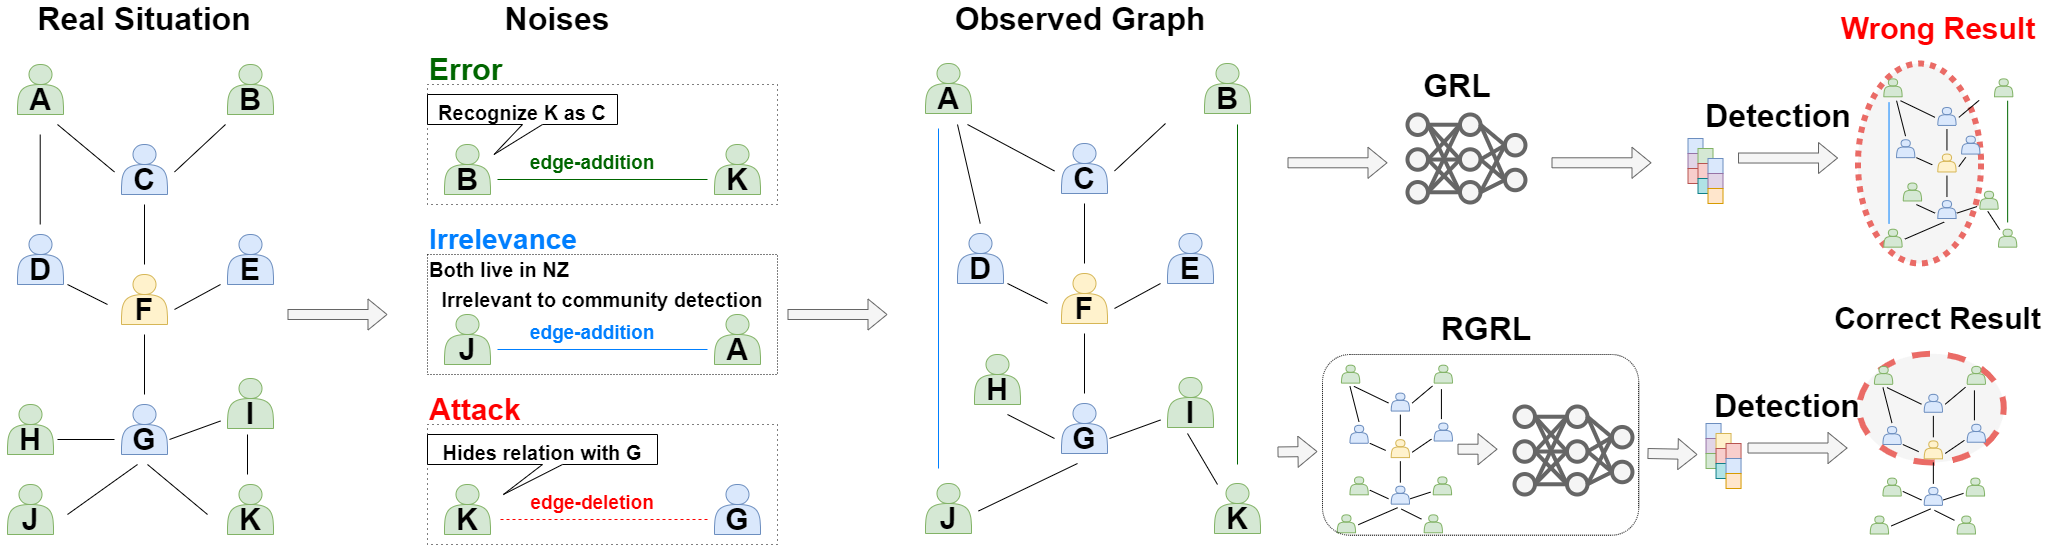 Real Situation
A
B
C
D
E
F
H
G
I
J
K
Noises
Error
Recognize K as C
B
edge-addition
K
Irrelevance
Both live in NZ
Irrelevant to community detection
J
edge-addition
A
Attack
Hides relation with G
K
edge-deletion
G
Observed Graph
A
B
C
D
E
F
H
G
I
J
K
GRL
Detection
Wrong Result
RGRL
Detection
Correct Result